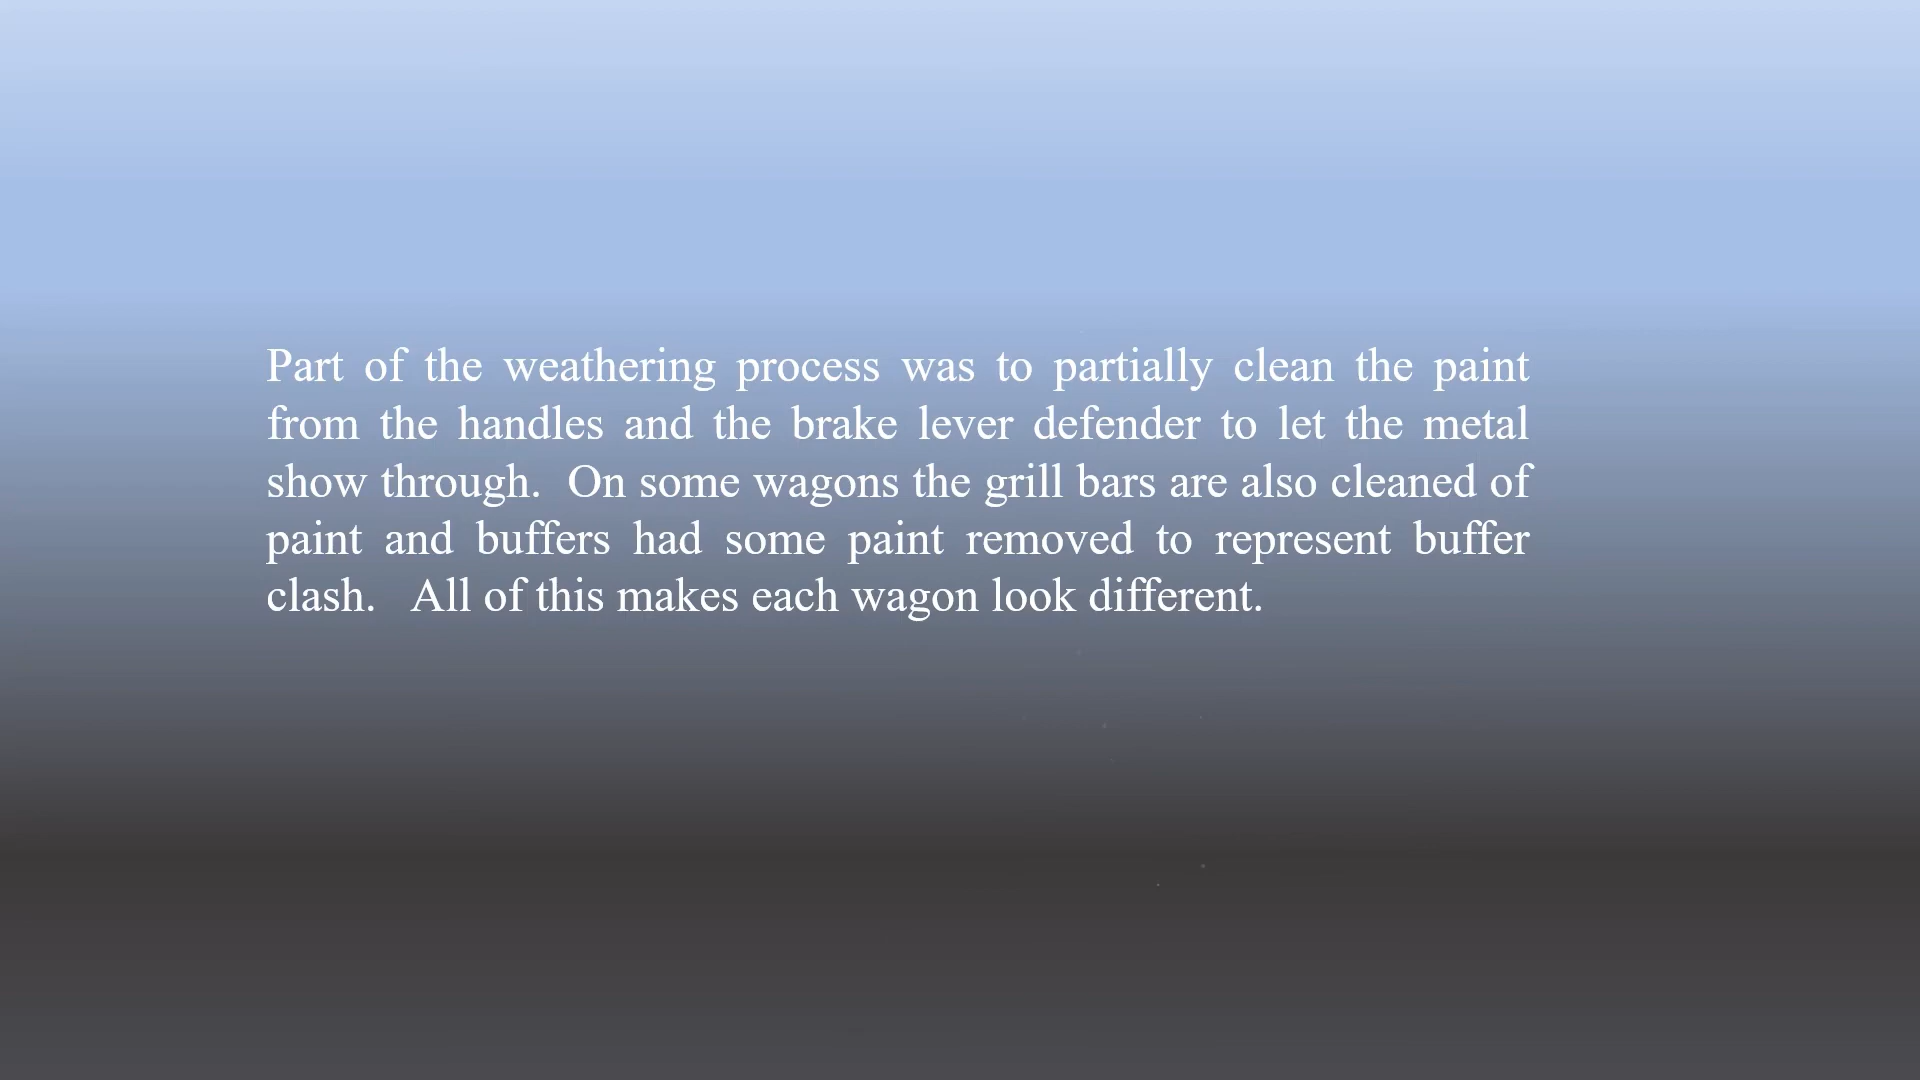 Part of the weathering process was to partially clean the paint
from the handles and the brake lever defender to let the metal
show through.  On some wagons the grill bars are also cleaned of
paint and buffers had some paint removed to represent buffer
clash.   All of this makes each wagon look different.